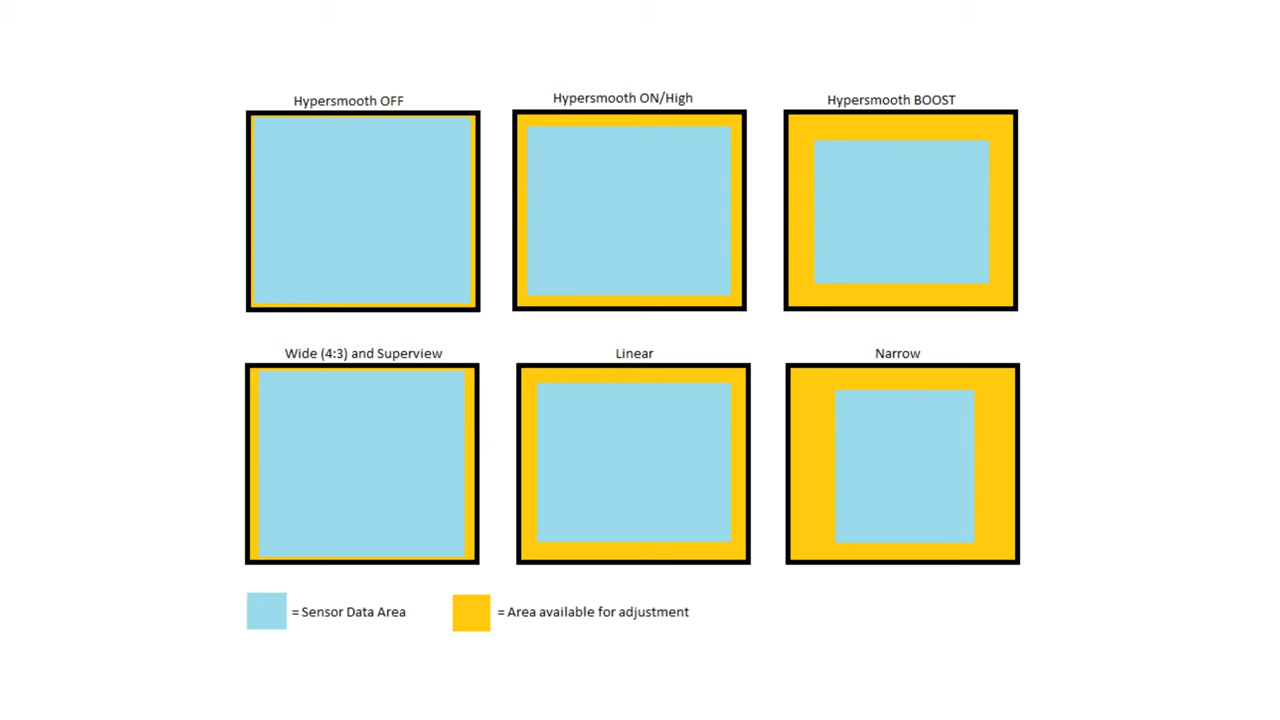 Hypersmooth OFF
Hypersmooth ON/High
Hypersmooth BOOST
Wide (4:3) and Superview
Linear
Narrow
= Sensor Data Area
= Area available for adjustment